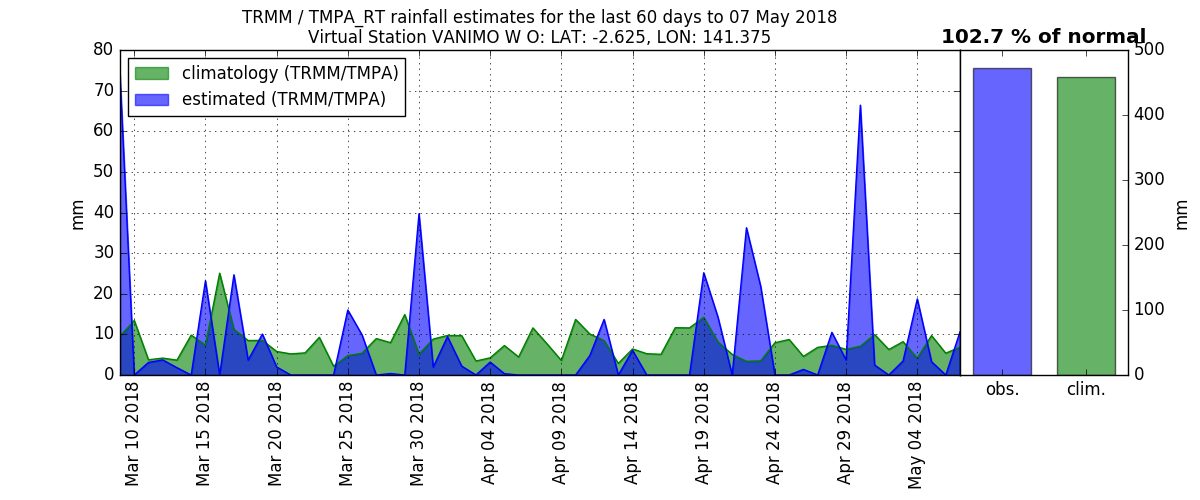 TRMM / TMPA_RT rainfall estimates for the last 60 days to 07 May 2018
Virtual Station VANIMO W O: LAT: -2.625, LON: 141.375
102.7 % of normal
climatology (TRMM/TMPA)
estimated (TRMM/TMPA)
80
70
60
50
40
30
20
10
0
mm
500
400
300
200
100
0
mm
obs.
clim.
Mar 10 2018
Mar 15 2018
Mar 20 2018
Mar 25 2018
Mar 30 2018
Apr 04 2018
Apr 09 2018
Apr 14 2018
Apr 19 2018
Apr 24 2018
Apr 29 2018
May 04 2018